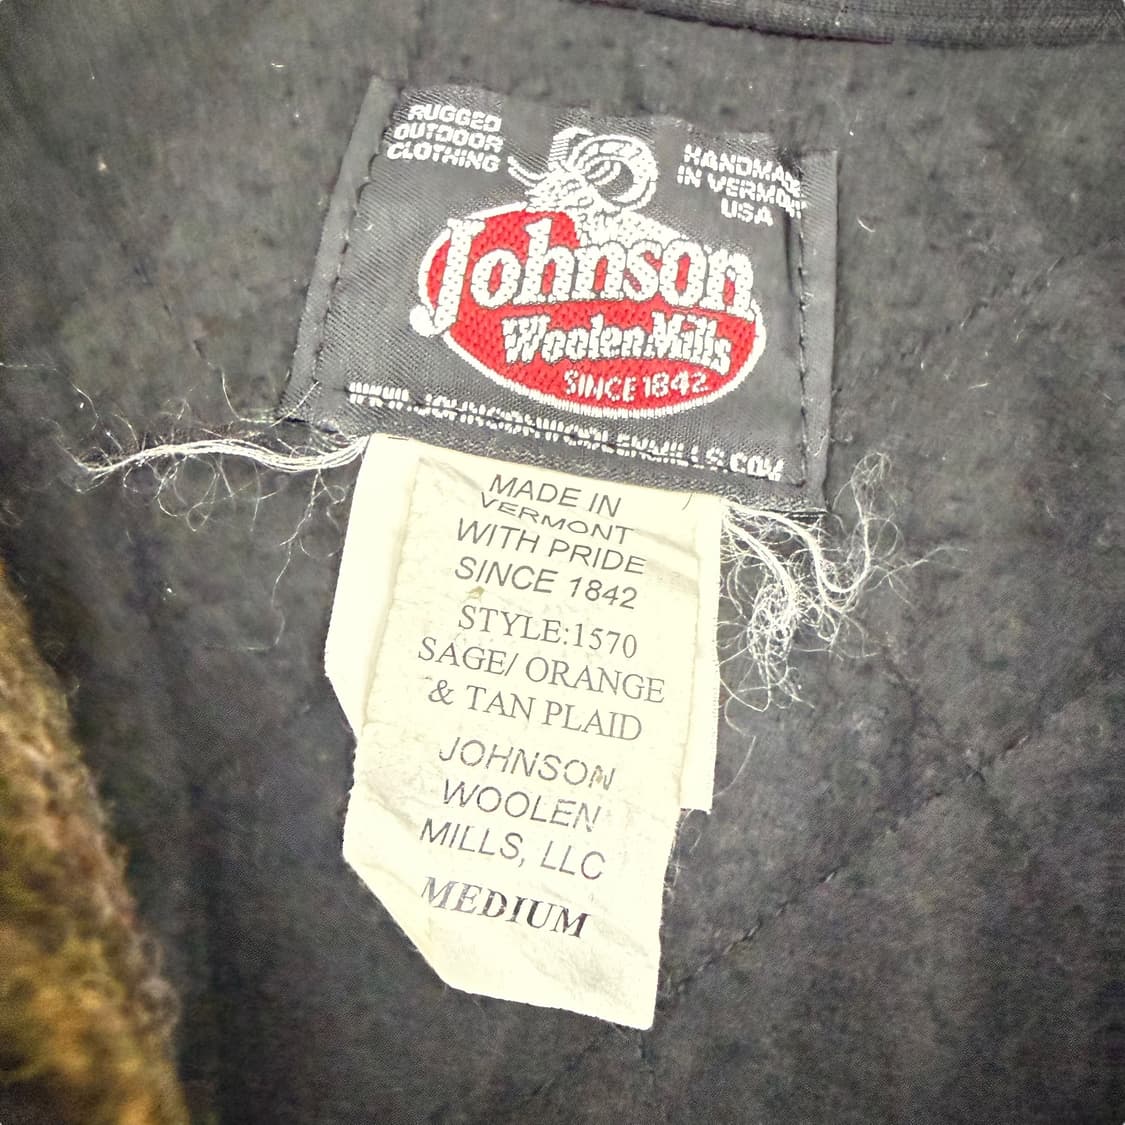 RUGGED
OUTDOOR
CLOTHING
HANDMADE
IN VERMONT
USA
Johnson
Woolen Mills
SINCE 1842
WWW.JOHNSONWOOLENMILLS.COM
MADE IN
VERMONT
WITH PRIDE
SINCE 1842
STYLE:1570
SAGE/ ORANGE
& TAN PLAID
JOHNSON
WOOLEN
MILLS, LLC
MEDIUM